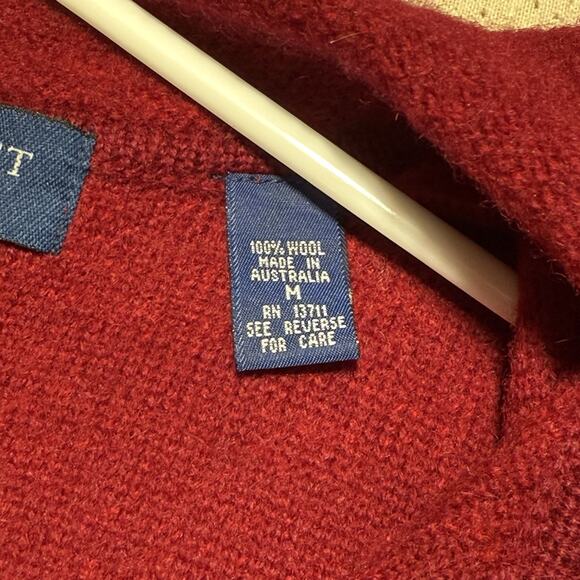 100% WOOL
MADE IN
AUSTRALIA
M
RN 13711
SEE REVERSE
FOR CARE